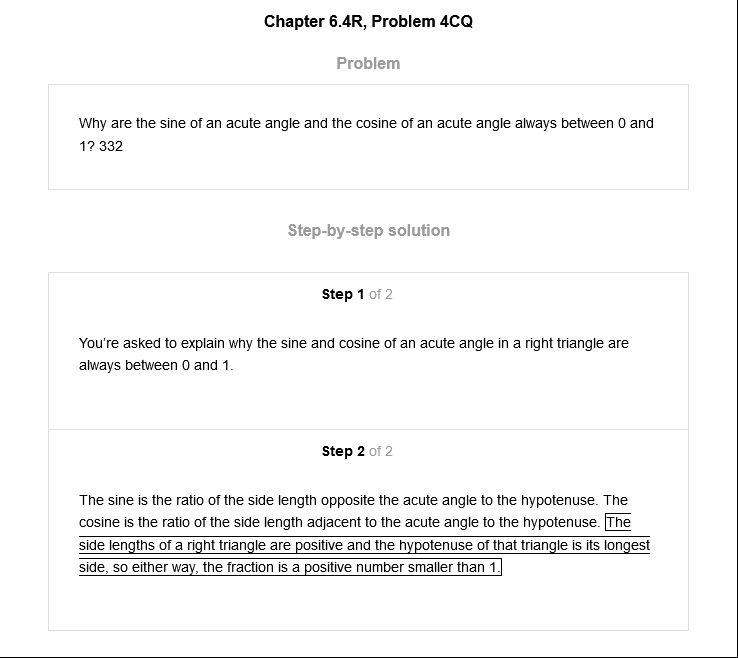 Chapter 6.4R, Problem 4CQ
Problem
Why are the sine of an acute angle and the cosine of an acute angle always between 0 and
1? 332
Step-by-step solution
Step 1 of 2
You’re asked to explain why the sine and cosine of an acute angle in a right triangle are
always between 0 and 1.
Step 2 of 2
The sine is the ratio of the side length opposite the acute angle to the hypotenuse. The
cosine is the ratio of the side length adjacent to the acute angle to the hypotenuse. The
side lengths of a right triangle are positive and the hypotenuse of that triangle is its longest
side, so either way, the fraction is a positive number smaller than 1.